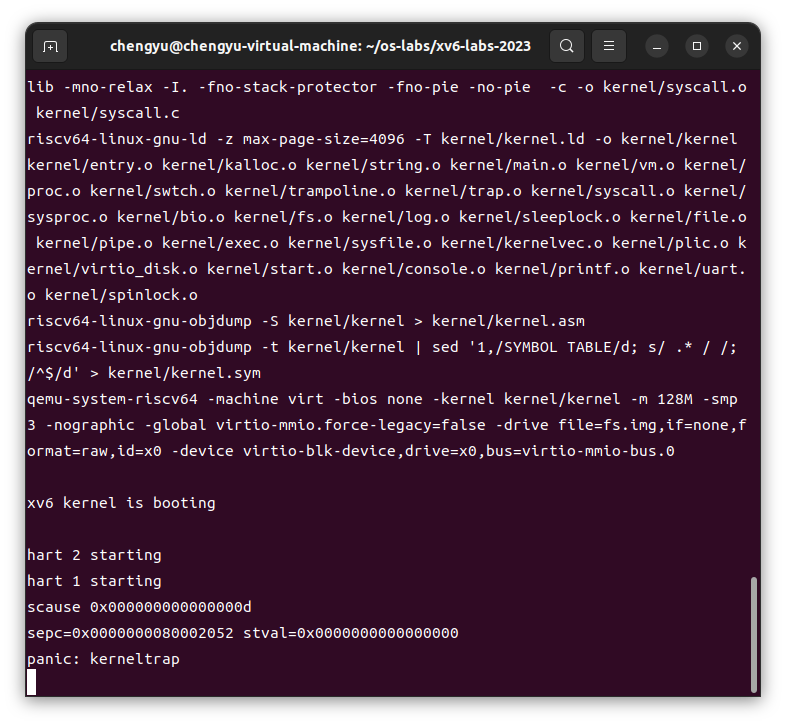 chengyu@chengyu-virtual-machine: ~/os-labs/xv6-labs-2023
lib -mno-relax -I. -fno-stack-protector -fno-pie -no-pie  -c -o kernel/syscall.o
 kernel/syscall.c
riscv64-linux-gnu-ld -z max-page-size=4096 -T kernel/kernel.ld -o kernel/kernel
kernel/entry.o kernel/kalloc.o kernel/string.o kernel/main.o kernel/vm.o kernel/
proc.o kernel/swtch.o kernel/trampoline.o kernel/trap.o kernel/syscall.o kernel/
sysproc.o kernel/bio.o kernel/fs.o kernel/log.o kernel/sleeplock.o kernel/file.o
 kernel/pipe.o kernel/exec.o kernel/sysfile.o kernel/kernelvec.o kernel/plic.o k
ernel/virtio_disk.o kernel/start.o kernel/console.o kernel/printf.o kernel/uart.
o kernel/spinlock.o
riscv64-linux-gnu-objdump -S kernel/kernel > kernel/kernel.asm
riscv64-linux-gnu-objdump -t kernel/kernel | sed '1,/SYMBOL TABLE/d; s/ .* / /;
/^$/d' > kernel/kernel.sym
qemu-system-riscv64 -machine virt -bios none -kernel kernel/kernel -m 128M -smp
3 -nographic -global virtio-mmio.force-legacy=false -drive file=fs.img,if=none,f
ormat=raw,id=x0 -device virtio-blk-device,drive=x0,bus=virtio-mmio-bus.0

xv6 kernel is booting

hart 2 starting
hart 1 starting
scause 0x000000000000000d
sepc=0x0000000080002052 stval=0x0000000000000000
panic: kerneltrap